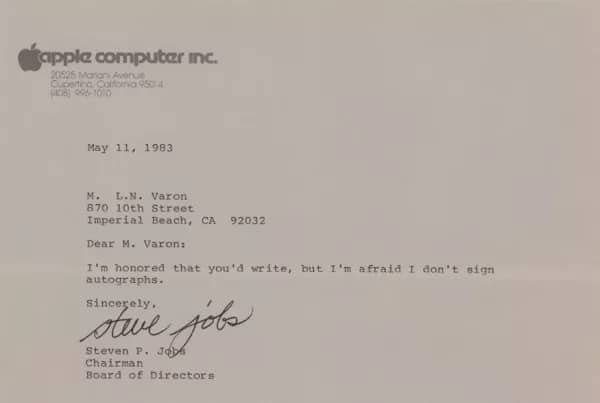 apple computer inc.
20525 Mariani Avenue
Cupertino, California 95014
(408) 996-1010
May 11, 1983
M. L.N. Varon
870 10th Street
Imperial Beach, CA 92032
Dear M. Varon:
I'm honored that you'd write, but I'm afraid I don't sign
autographs.
Sincerely,
steve jobs
Steven P. Jobs
Chairman
Board of Directors